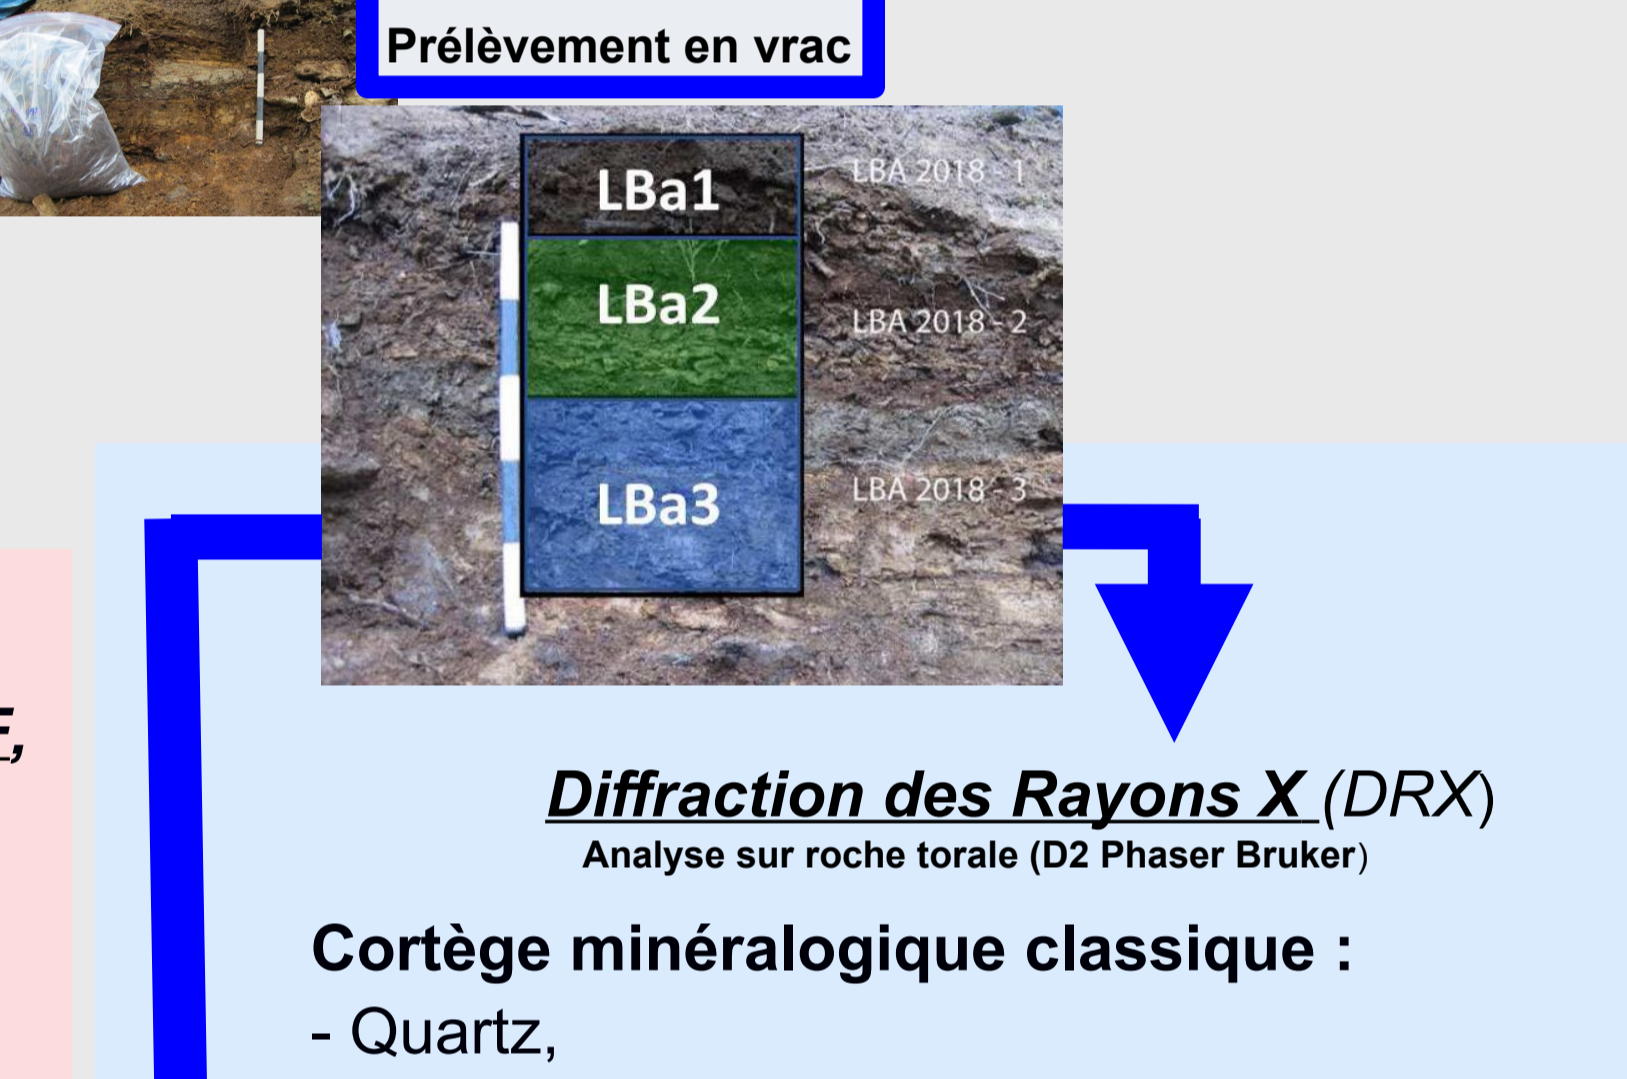 Prélèvement en vrac
LBa1
LBA 2018 - 1
LBa2
LBA 2018 - 2
LBa3
LBA 2018 - 3
Diffraction des Rayons X (DRX)
Analyse sur roche torale (D2 Phaser Bruker)
Cortège minéralogique classique :
- Quartz,